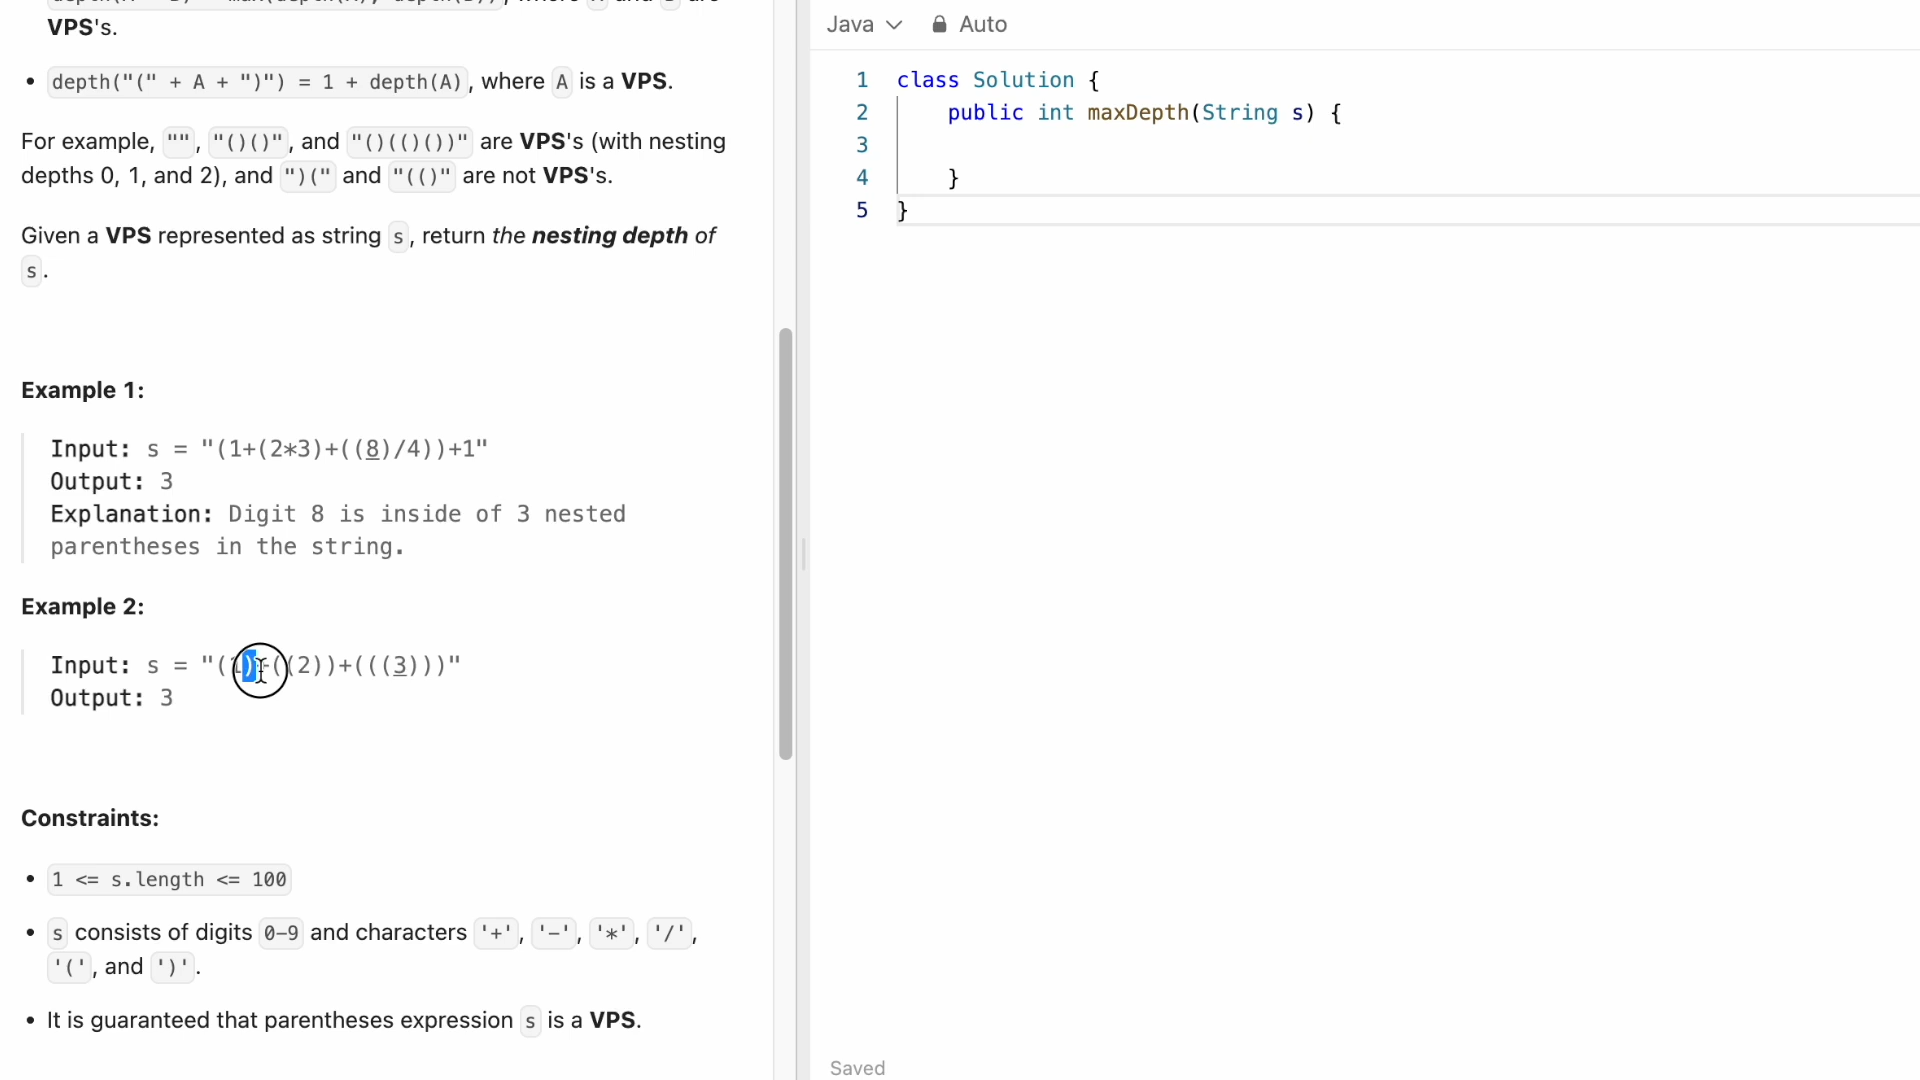 VPS's.
• depth("(" + A + ")") = 1 + depth(A), where A is a VPS.
For example, "", "()()", and "()(()())" are VPS's (with nesting
depths 0, 1, and 2), and ")(" and "(()" are not VPS's.
Given a VPS represented as string s, return the nesting depth of
s.
Example 1:
Input: s = "(1+(2*3)+((8)/4))+1"
Output: 3
Explanation: Digit 8 is inside of 3 nested
parentheses in the string.
Example 2:
Input: s = "(1)+((2))+(((3)))"
Output: 3
Constraints:
• 1 <= s.length <= 100
• s consists of digits 0-9 and characters '+', '-', '*', '/',
'(', and ')'.
• It is guaranteed that parentheses expression s is a VPS.
Java Auto
1 class Solution {
2 public int maxDepth(String s) {
3
4 }
5 }
Saved